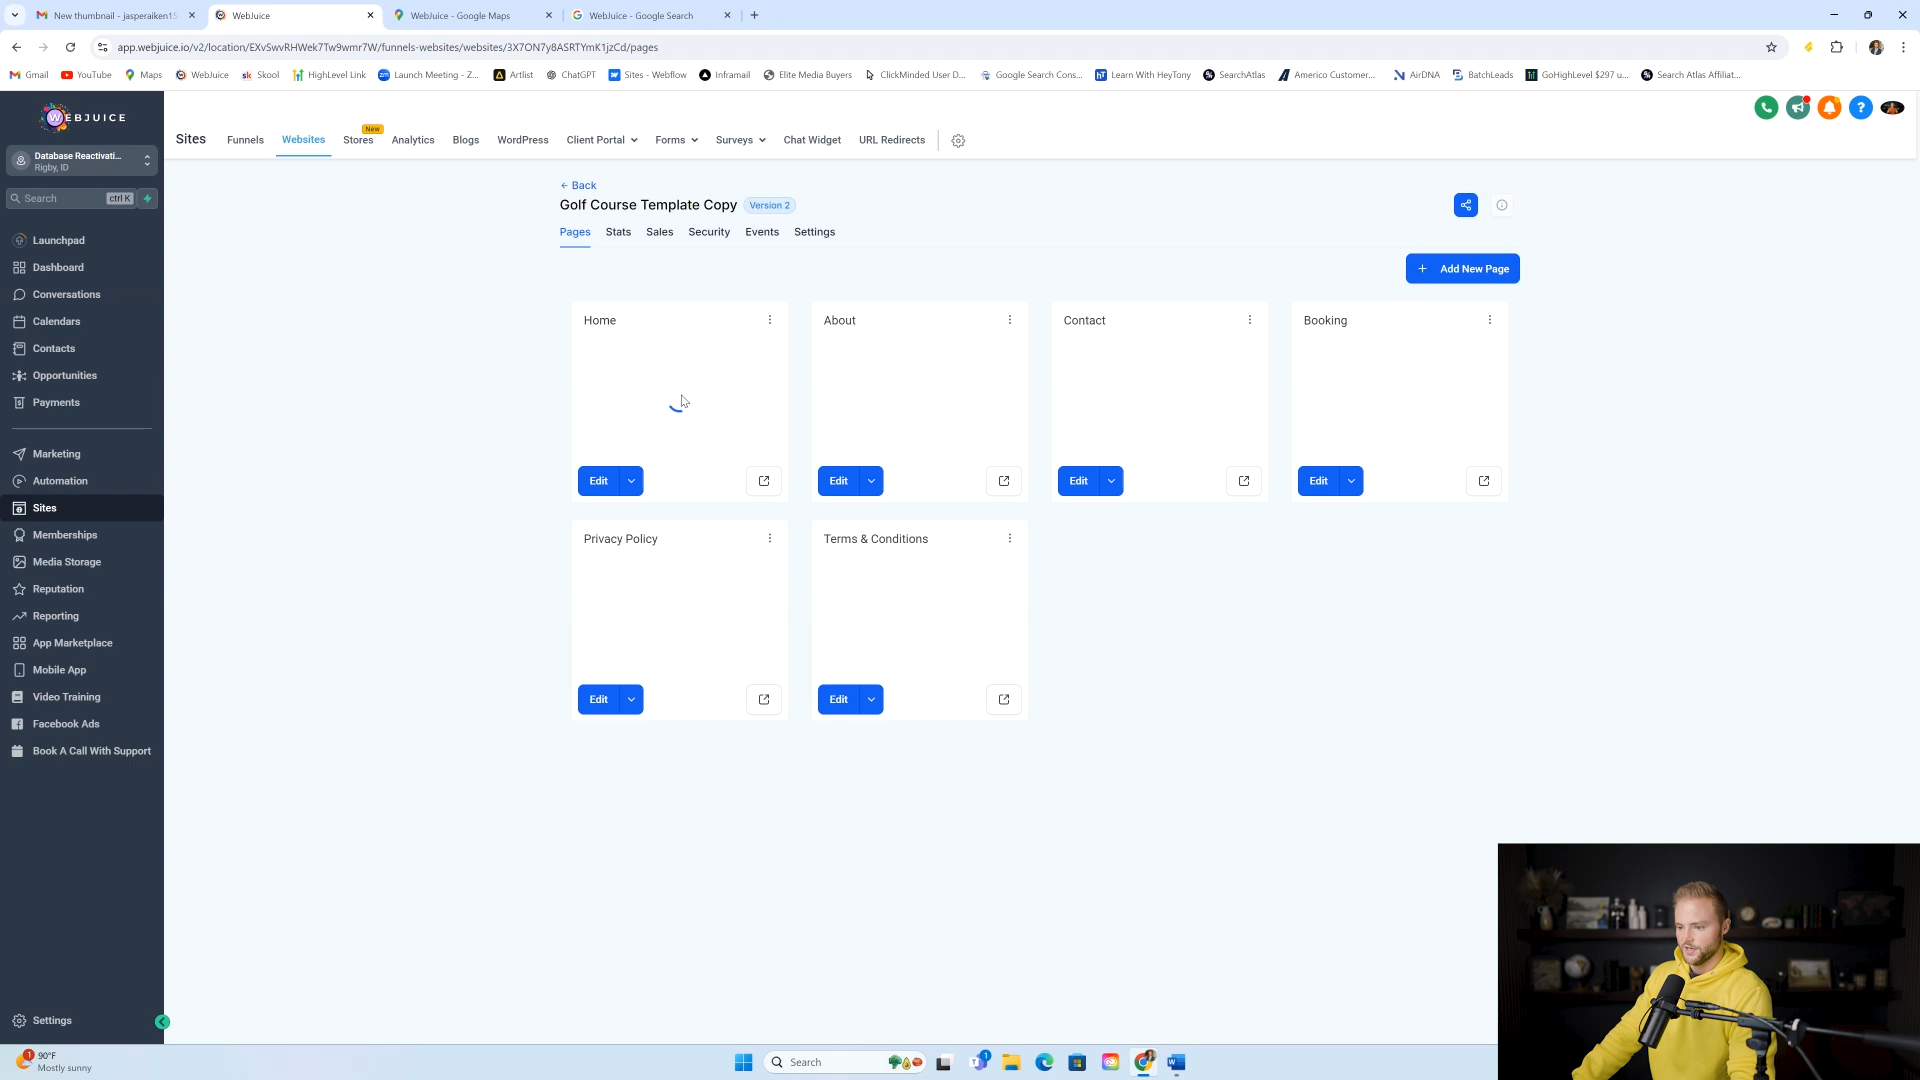 New thumbnail - jasperaiken15
WebJuice
WebJuice - Google Maps
WebJuice - Google Search
app.webjuice.io/v2/location/EXvSwvRHWek7Tw9wmr7W/funnels-websites/websites/3X7ON7y8ASRTYmK1jzCd/pages
Gmail
YouTube
Maps
WebJuice
Skool
HighLevel Link
Launch Meeting - Z...
Artlist
ChatGPT
Sites - Webflow
Inframail
Elite Media Buyers
ClickMinded User D...
Google Search Cons...
Learn With HeyTony
SearchAtlas
Americo Customer...
AirDNA
BatchLeads
GoHighLevel $297 u...
Search Atlas Affiliat...
WEBJUICE
Database Reactivati...
Rigby, ID
Search
ctrl K
Launchpad
Dashboard
Conversations
Calendars
Contacts
Opportunities
Payments
Marketing
Automation
Sites
Memberships
Media Storage
Reputation
Reporting
App Marketplace
Mobile App
Video Training
Facebook Ads
Book A Call With Support
Settings
Sites
Funnels
Websites
New
Stores
Analytics
Blogs
WordPress
Client Portal
Forms
Surveys
Chat Widget
URL Redirects
← Back
Golf Course Template Copy
Version 2
Pages
Stats
Sales
Security
Events
Settings
+ Add New Page
Home
About
Contact
Booking
Edit
Edit
Edit
Edit
Privacy Policy
Terms & Conditions
Edit
Edit
1
90°F
Mostly sunny
Search
1